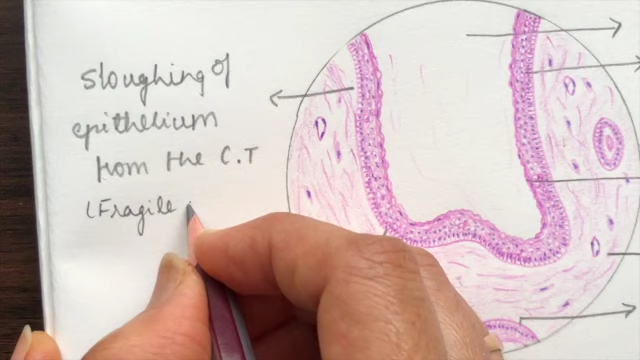 Sloughing of
epithelium
from the C.T
(Fragile